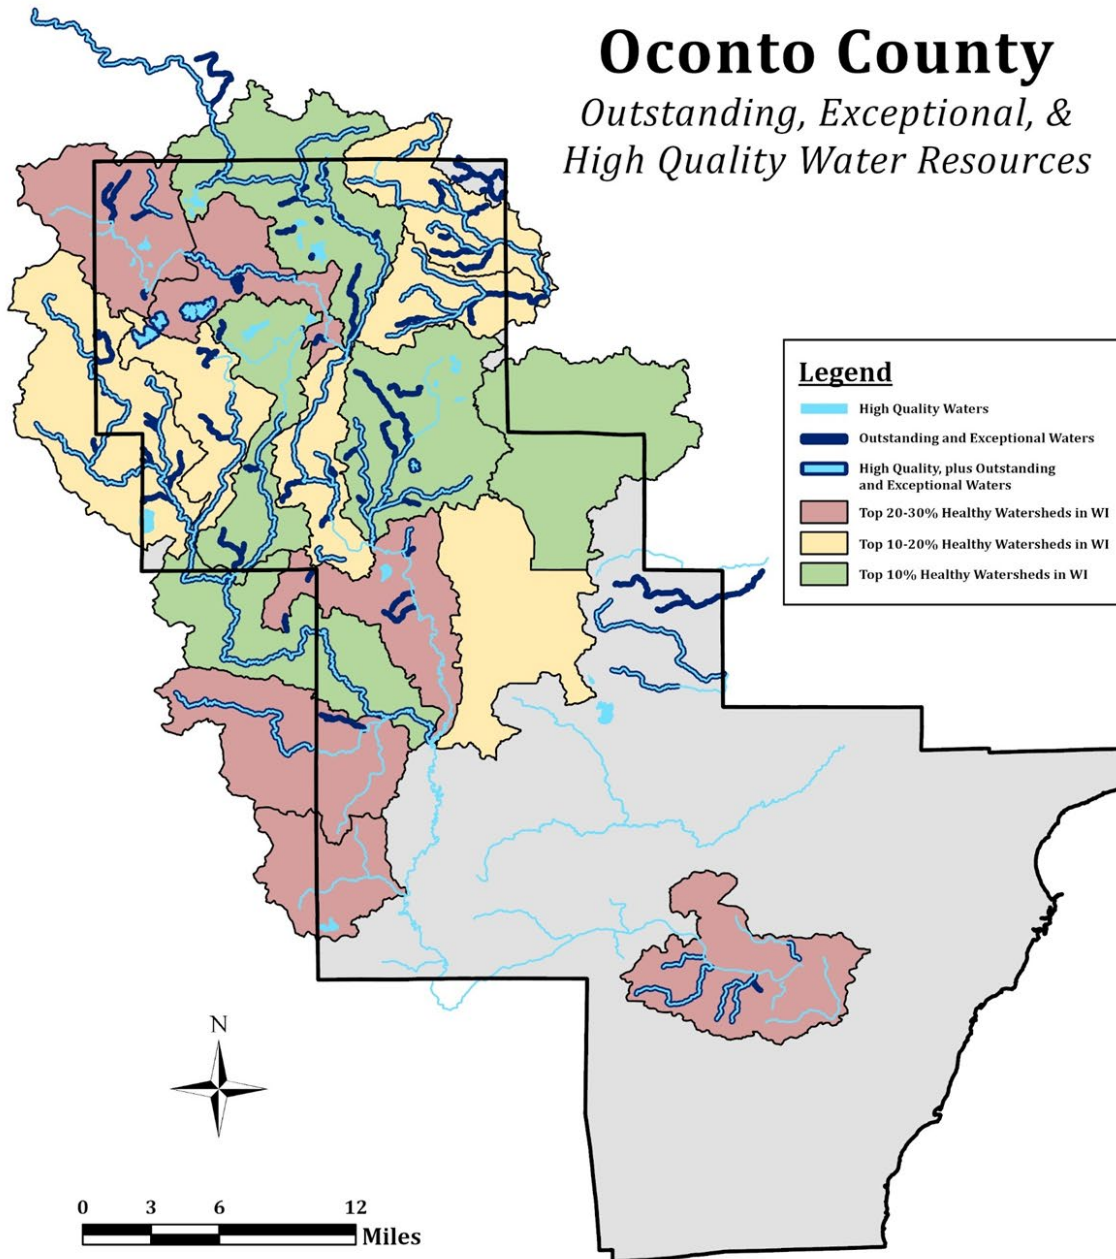 Oconto County
Outstanding, Exceptional, &
High Quality Water Resources
Legend
High Quality Waters
Outstanding and Exceptional Waters
High Quality, plus Outstanding
and Exceptional Waters
Top 20-30% Healthy Watersheds in WI
Top 10-20% Healthy Watersheds in WI
Top 10% Healthy Watersheds in WI
N
0 3 6 12
Miles